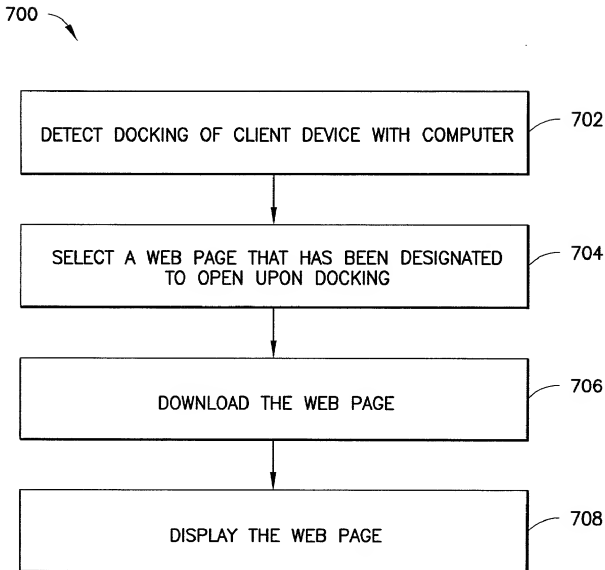 700
DETECT DOCKING OF CLIENT DEVICE WITH COMPUTER
702
SELECT A WEB PAGE THAT HAS BEEN DESIGNATED
TO OPEN UPON DOCKING
704
DOWNLOAD THE WEB PAGE
706
DISPLAY THE WEB PAGE
708